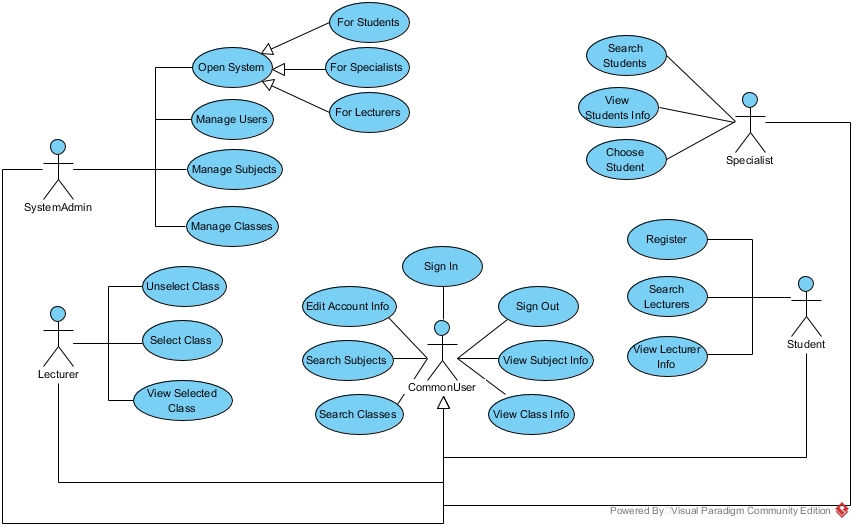 For Students
Open System
For Specialists
For Lecturers
Manage Users
Manage Subjects
Manage Classes
SystemAdmin
Search
Students
View
Students Info
Choose
Student
Specialist
Register
Search
Lecturers
View Lecturer
Info
Student
Unselect Class
Select Class
View Selected
Class
Lecturer
Sign In
Edit Account Info
Sign Out
Search Subjects
View Subject Info
CommonUser
Search Classes
View Class Info
Powered By Visual Paradigm Community Edition